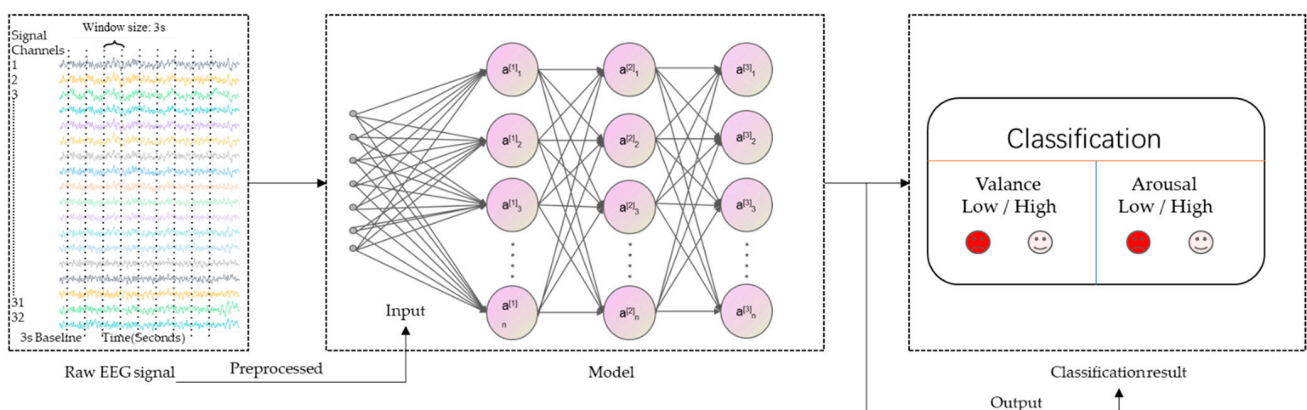 Window size: 3s
Signal
Channels
1
2
3
31
32
3s Baseline Time(Seconds)
Raw EEG signal
Preprocessed
a[1]1
a[2]1
a[3]1
a[1]2
a[2]2
a[3]2
a[1]3
a[2]3
a[3]3
a[1]
n
a[2]n
a[3]n
Input
Model
Classification
Valance
Low / High
Arousal
Low / High
Classification result
Output